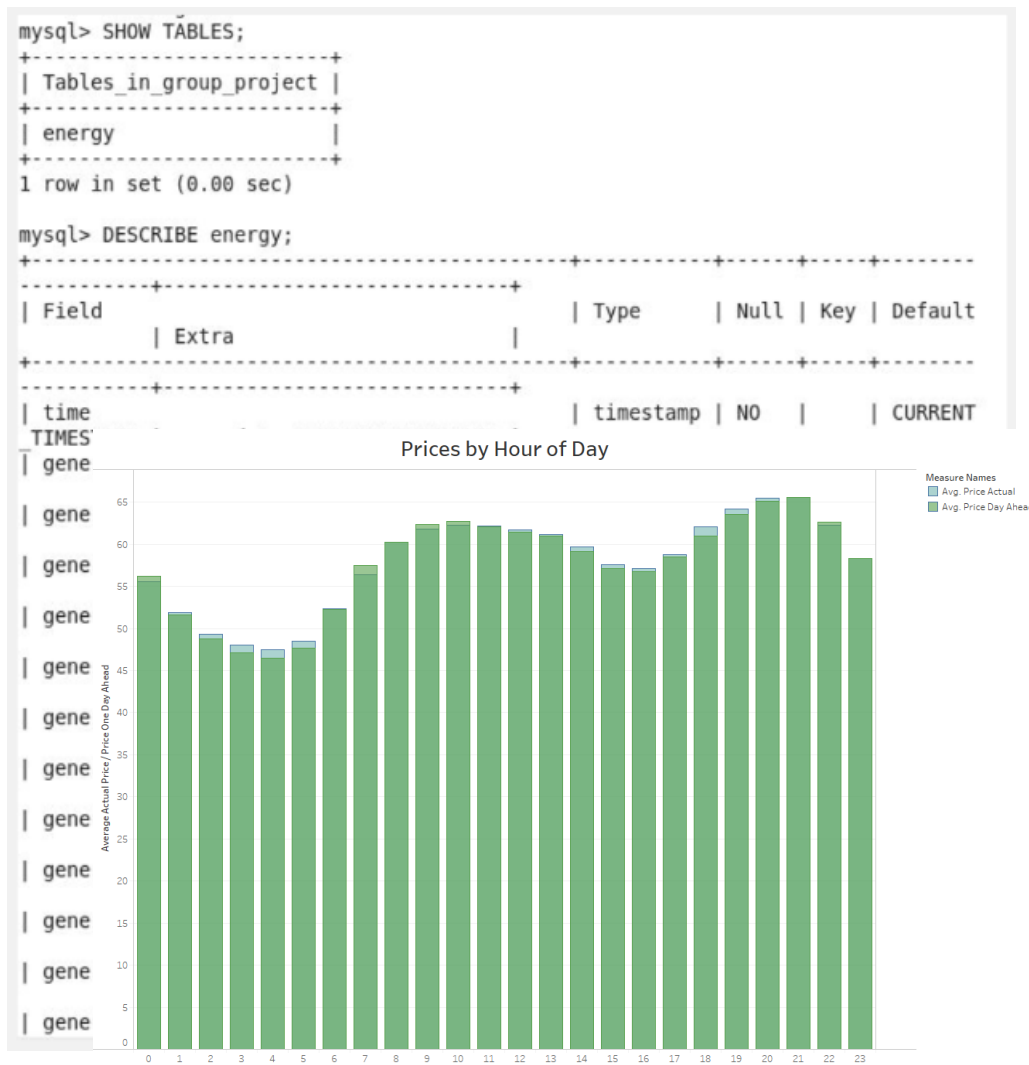 mysql> SHOW TABLES;
+--------------------------+
| Tables_in_group_project |
+--------------------------+
| energy |
+--------------------------+
1 row in set (0.00 sec)
mysql> DESCRIBE energy;
+----------------------------------------------+------------+------+-----+---------
-----------+------------------------------+
| Field | Type | Null | Key | Default
| Extra |
+----------------------------------------------+------------+------+-----+---------
-----------+------------------------------+
| time | timestamp | NO | | CURRENT
_TIMES
| gene
| gene
| gene
| gene
| gene
| gene
| gene
| gene
| gene
| gene
| gene
| gene
Prices by Hour of Day
Measure Names
Avg. Price Actual
Avg. Price Day Ahea
Average Actual Price / Price One Day Ahead
65
60
55
50
45
40
35
30
25
20
15
10
5
0
0 1 2 3 4 5 6 7 8 9 10 11 12 13 14 15 16 17 18 19 20 21 22 23